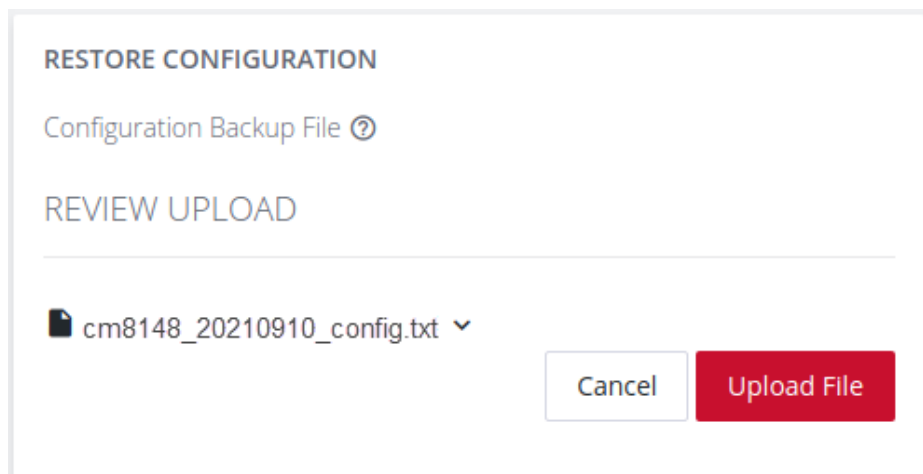 RESTORE CONFIGURATION
Configuration Backup File ?
REVIEW UPLOAD
cm8148_20210910_config.txt
Cancel Upload File